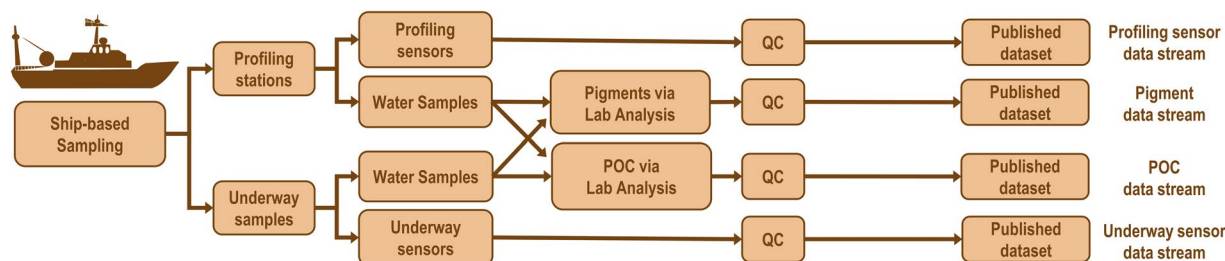 Ship-based
Sampling
Profiling
stations
Underway
samples
Profiling
sensors
Water Samples
Water Samples
Underway
sensors
Pigments via
Lab Analysis
POC via
Lab Analysis
QC
QC
QC
QC
Published
dataset
Published
dataset
Published
dataset
Published
dataset
Profiling sensor
data stream
Pigment
data stream
POC
data stream
Underway sensor
data stream